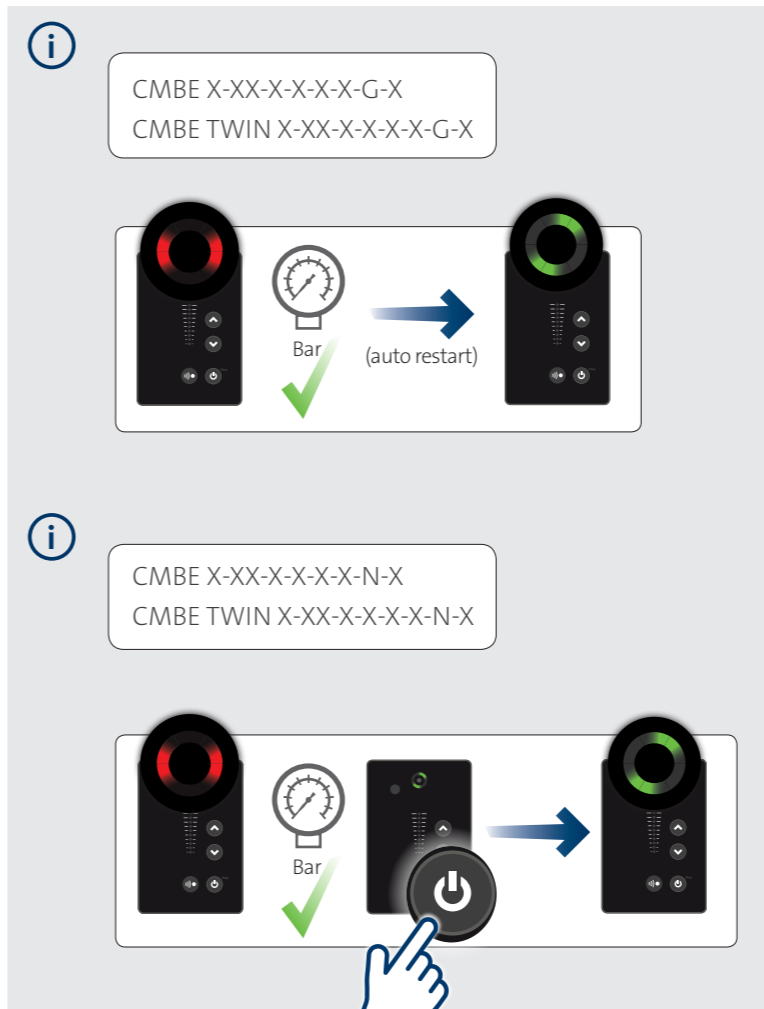 i
CMBE X-XX-X-X-X-X-G-X
CMBE TWIN X-XX-X-X-X-X-G-X
Bar
(auto restart)
i
CMBE X-XX-X-X-X-X-N-X
CMBE TWIN X-XX-X-X-X-X-N-X
Bar